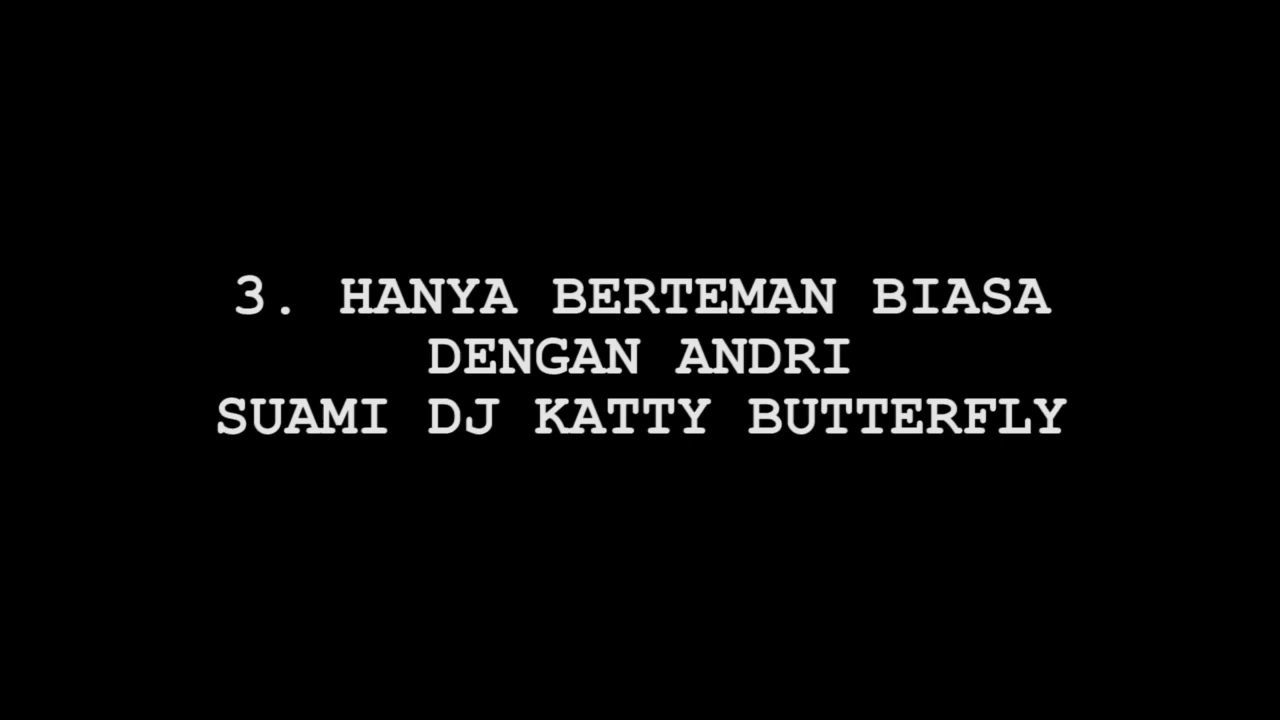 3. HANYA BERTEMAN BIASA
DENGAN ANDRI
SUAMI DJ KATTY BUTTERFLY